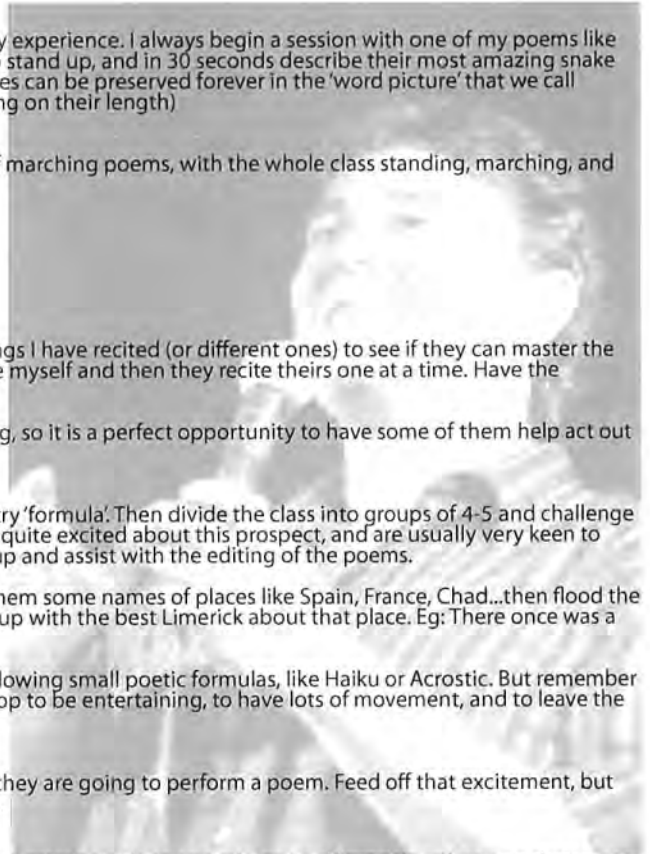 experience. I always begin a session with one of my poems like
stand up, and in 30 seconds describe their most amazing snake
es can be preserved forever in the 'word picture' that we call
ng on their length)
marching poems, with the whole class standing, marching, and
gs I have recited (or different ones) to see if they can master the
myself and then they recite theirs one at a time. Have the
g, so it is a perfect opportunity to have some of them help act out
ry 'formula'. Then divide the class into groups of 4-5 and challenge
quite excited about this prospect, and are usually very keen to
up and assist with the editing of the poems.
hem some names of places like Spain, France, Chad...then flood the
up with the best Limerick about that place. Eg: There once was a
lowing small poetic formulas, like Haiku or Acrostic. But remember
op to be entertaining, to have lots of movement, and to leave the
they are going to perform a poem. Feed off that excitement, but